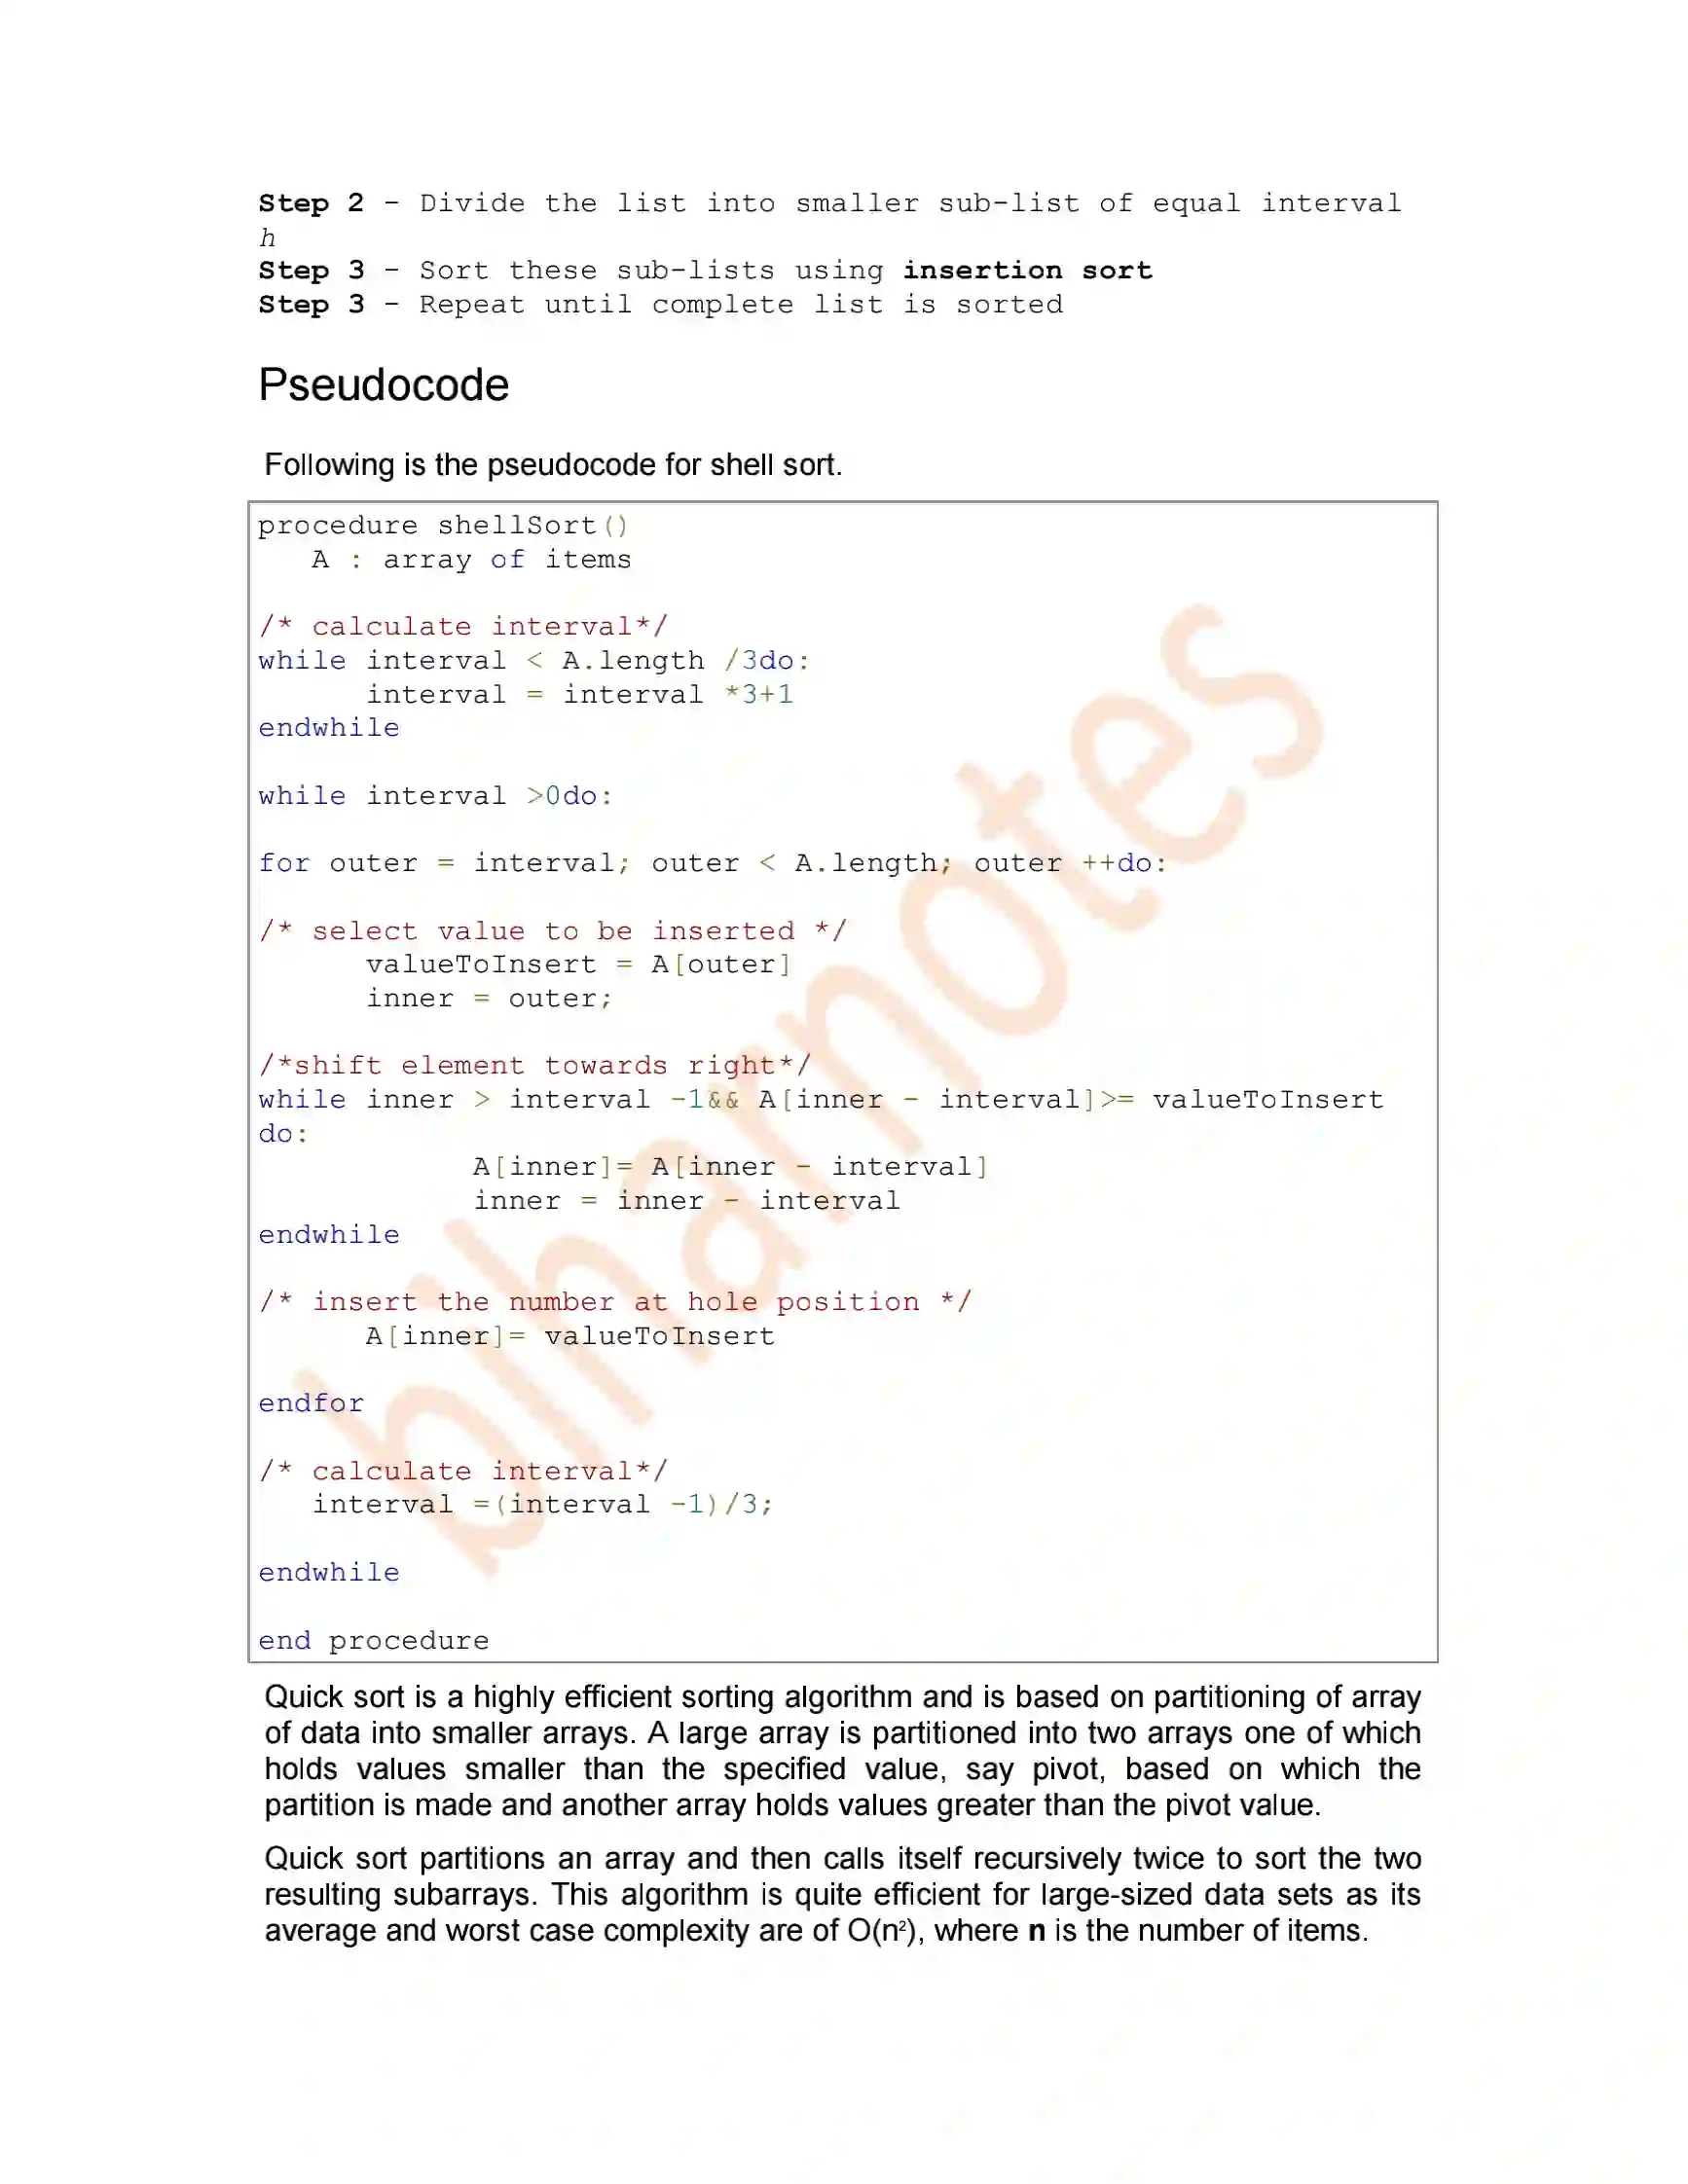 Step 2 - Divide the list into smaller sub-list of equal interval
h
Step 3 - Sort these sub-lists using insertion sort
Step 3 - Repeat until complete list is sorted
Pseudocode
Following is the pseudocode for shell sort.
procedure shellSort()
   A : array of items
/* calculate interval*/
while interval < A.length /3do:
      interval = interval *3+1
endwhile
while interval >0do:
for outer = interval; outer < A.length; outer ++do:
/* select value to be inserted */
      valueToInsert = A[outer]
      inner = outer;
/*shift element towards right*/
while inner > interval -1&& A[inner - interval]>= valueToInsert
do:
            A[inner]= A[inner - interval]
            inner = inner - interval
endwhile
/* insert the number at hole position */
      A[inner]= valueToInsert
endfor
/* calculate interval*/
   interval =(interval -1)/3;
endwhile
end procedure
Quick sort is a highly efficient sorting algorithm and is based on partitioning of array
of data into smaller arrays. A large array is partitioned into two arrays one of which
holds values smaller than the specified value, say pivot, based on which the
partition is made and another array holds values greater than the pivot value.
Quick sort partitions an array and then calls itself recursively twice to sort the two
resulting subarrays. This algorithm is quite efficient for large-sized data sets as its
average and worst case complexity are of O(n²), where n is the number of items.
biharnotes